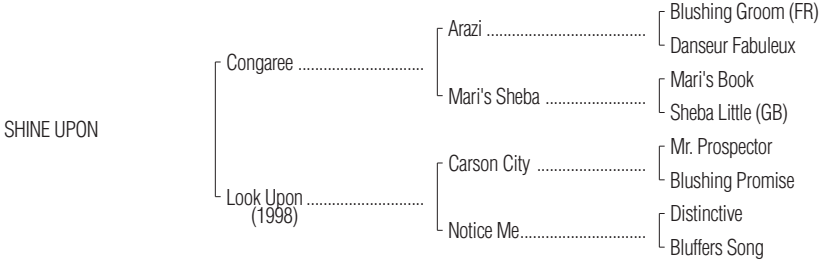 Blushing Groom (FR)
Arazi ......................................
Danseur Fabuleux
Congaree ..............................
Mari's Book
Mari's Sheba ........................
Sheba Little (GB)
SHINE UPON
Mr. Prospector
Carson City ..........................
Blushing Promise
Look Upon ............................
(1998)
Distinctive
Notice Me..............................
Bluffers Song